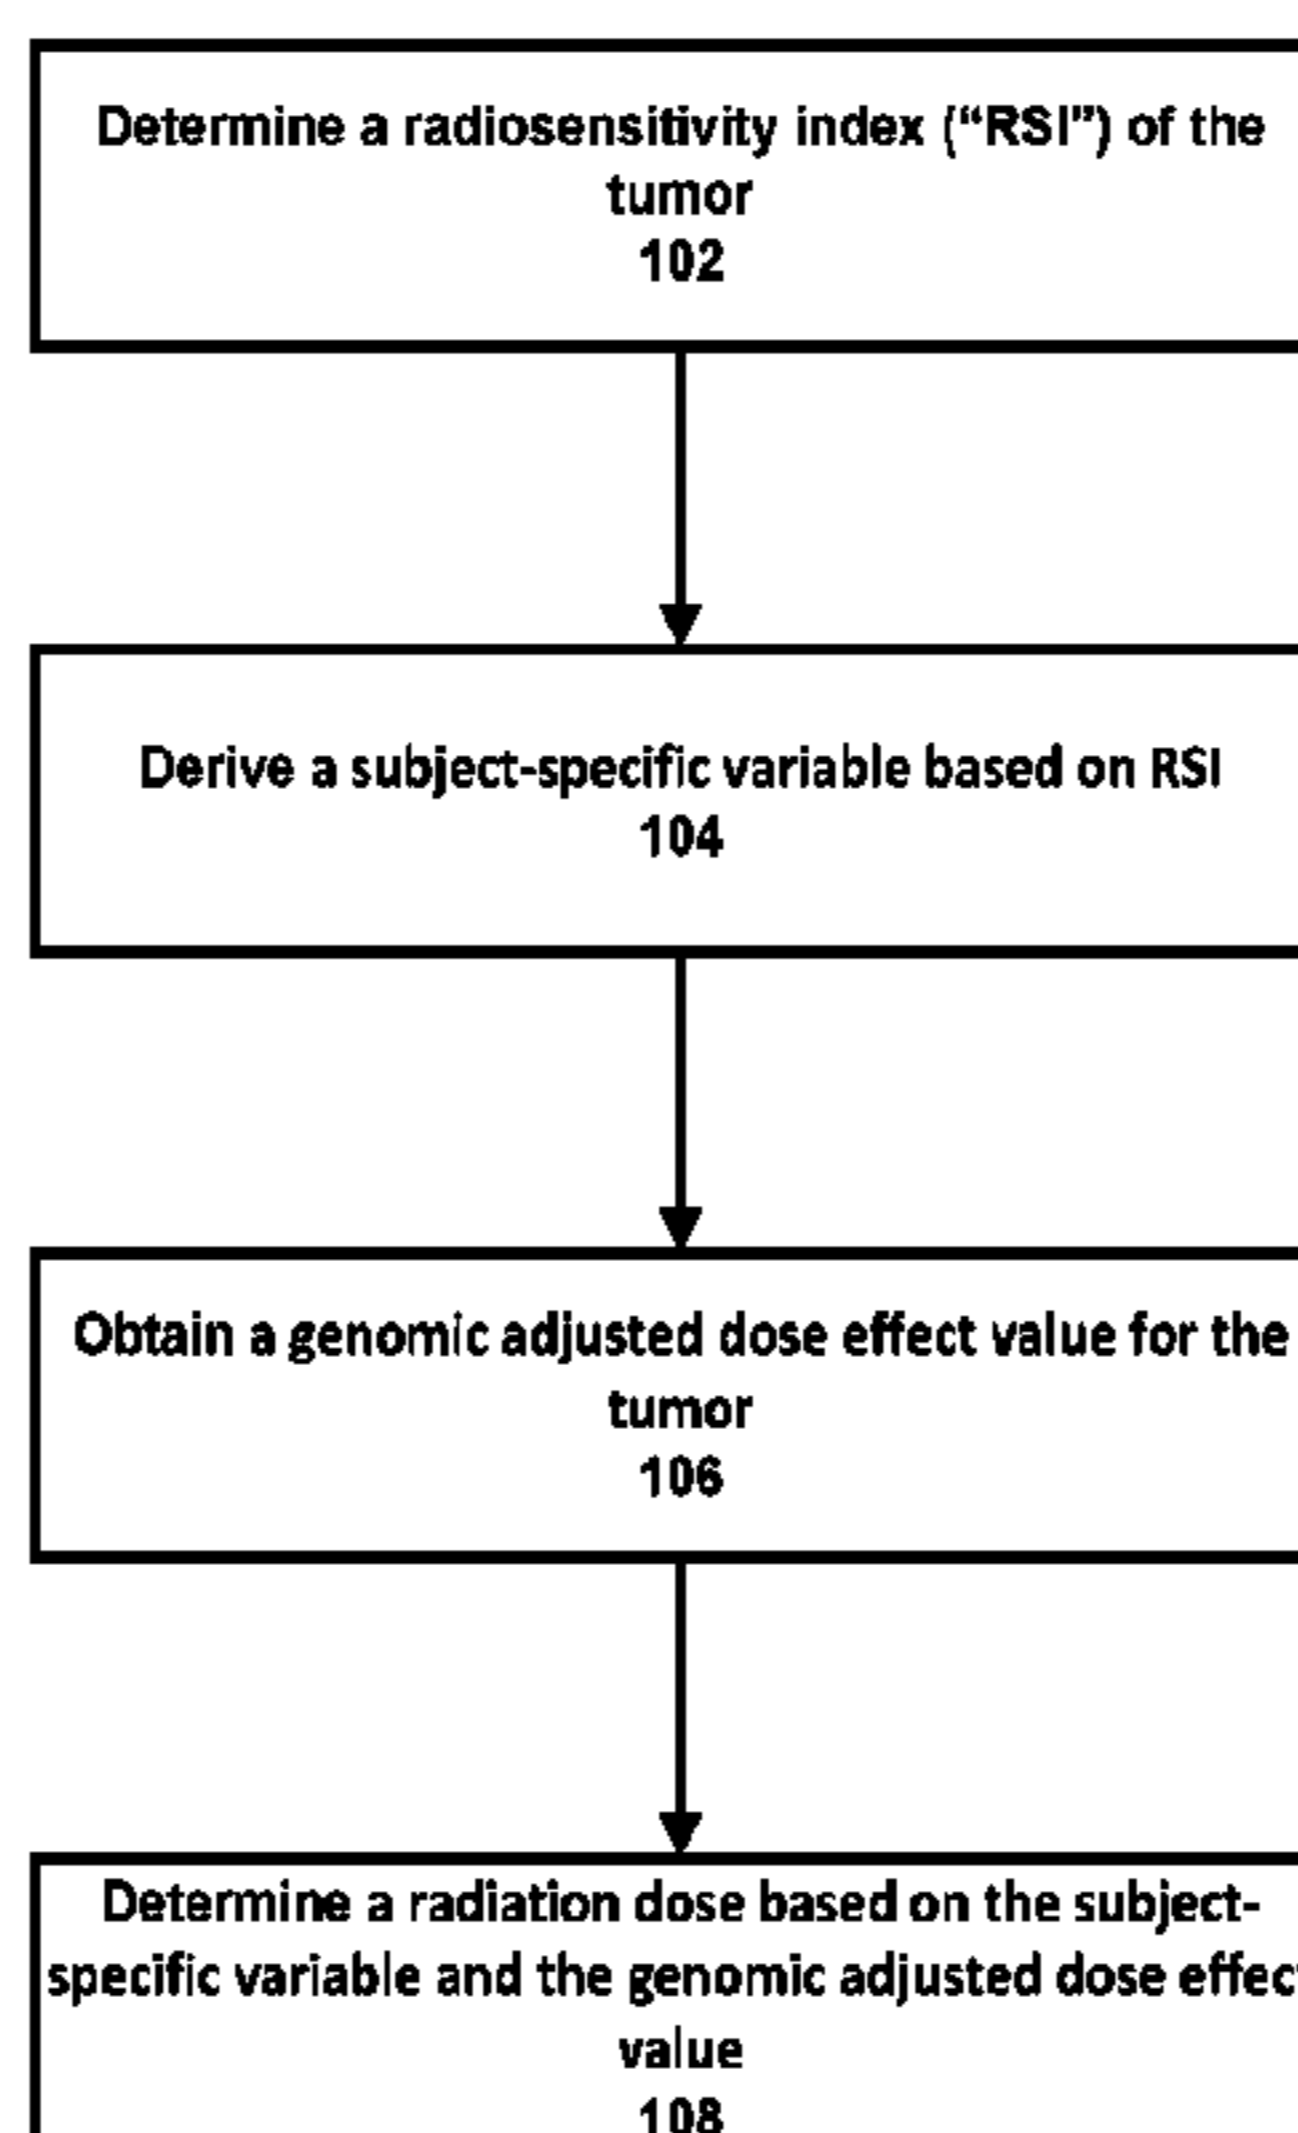 Determine a radiosensitivity index (“RSI”) of the
tumor
102
Derive a subject-specific variable based on RSI
104
Obtain a genomic adjusted dose effect value for the
tumor
106
Determine a radiation dose based on the subject-
specific variable and the genomic adjusted dose effect
value
108